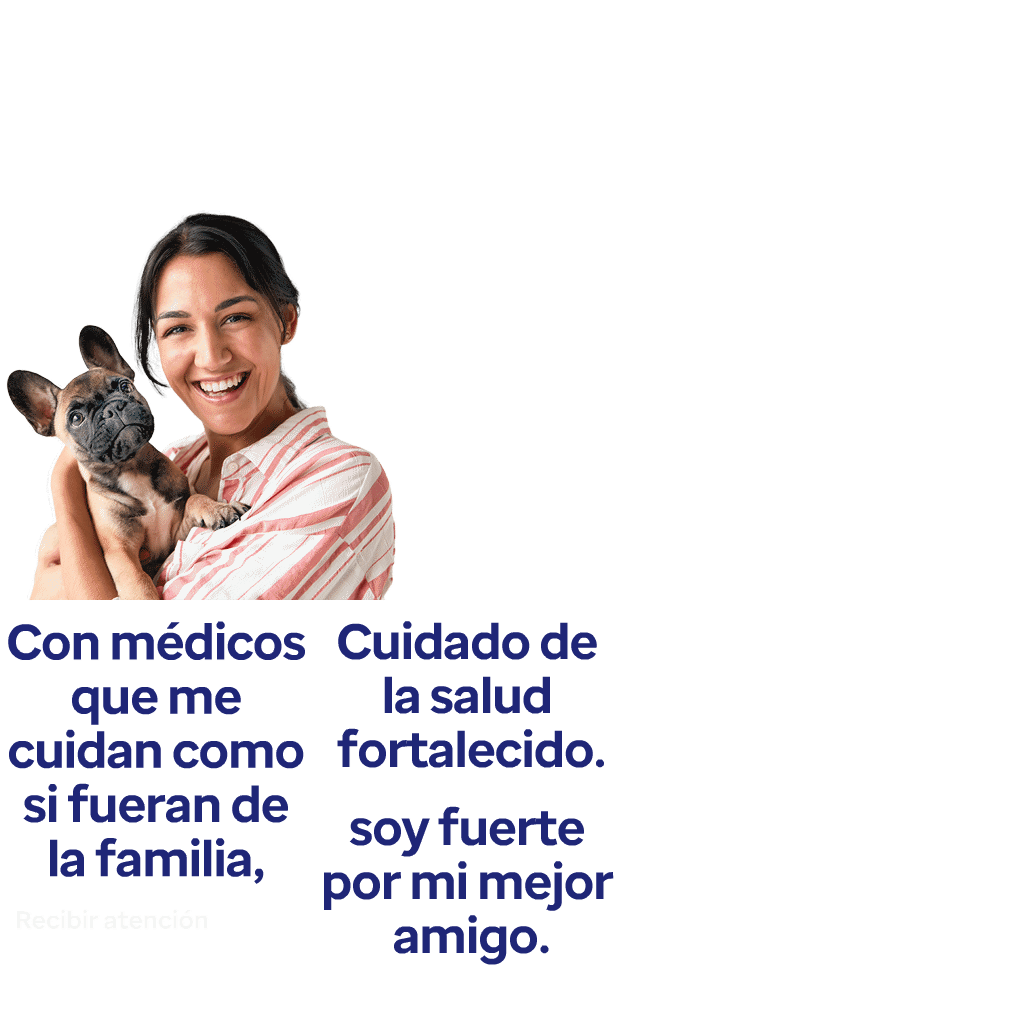 Con médicos
que me
cuidan como
si fueran de
la familia,
Cuidado de
la salud
fortalecido.
soy fuerte
por mi mejor
amigo.
Recibir atención